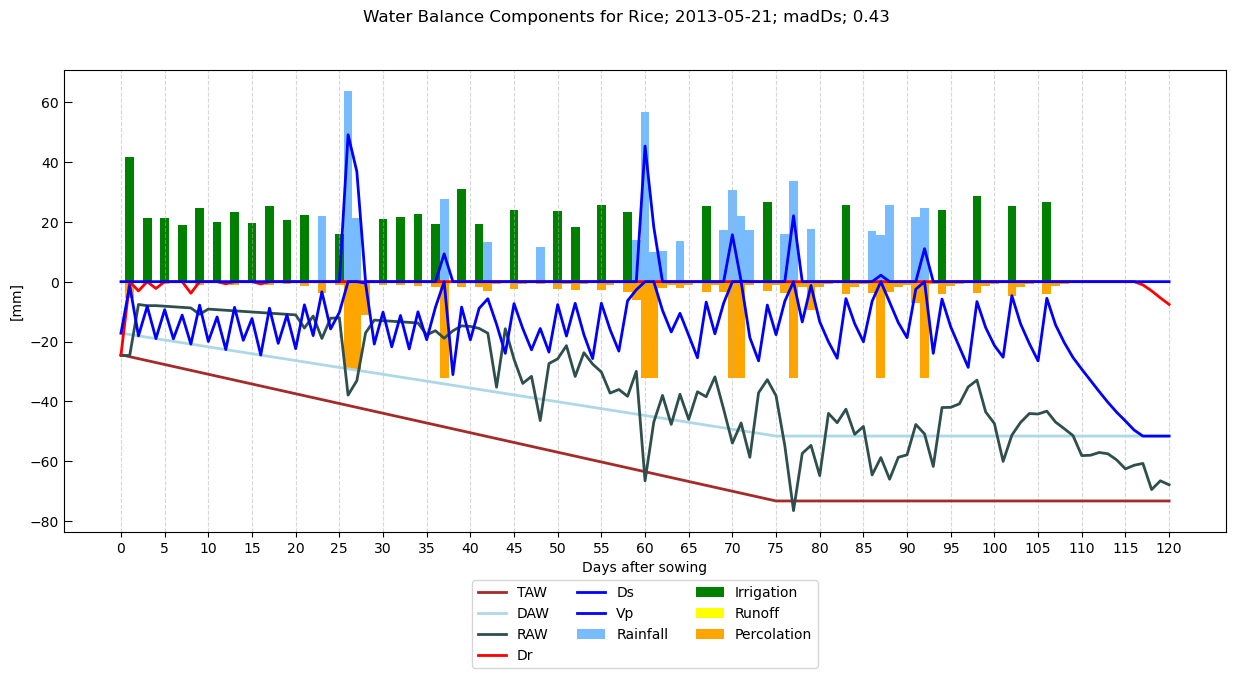 Water Balance Components for Rice; 2013-05-21; madDs; 0.43
[mm]
60
40
20
0
−20
−40
−60
−80
0 5 10 15 20 25 30 35 40 45 50 55 60 65 70 75 80 85 90 95 100 105 110 115 120
Days after sowing
TAW Ds Irrigation
DAW Vp Runoff
RAW Rainfall Percolation
Dr